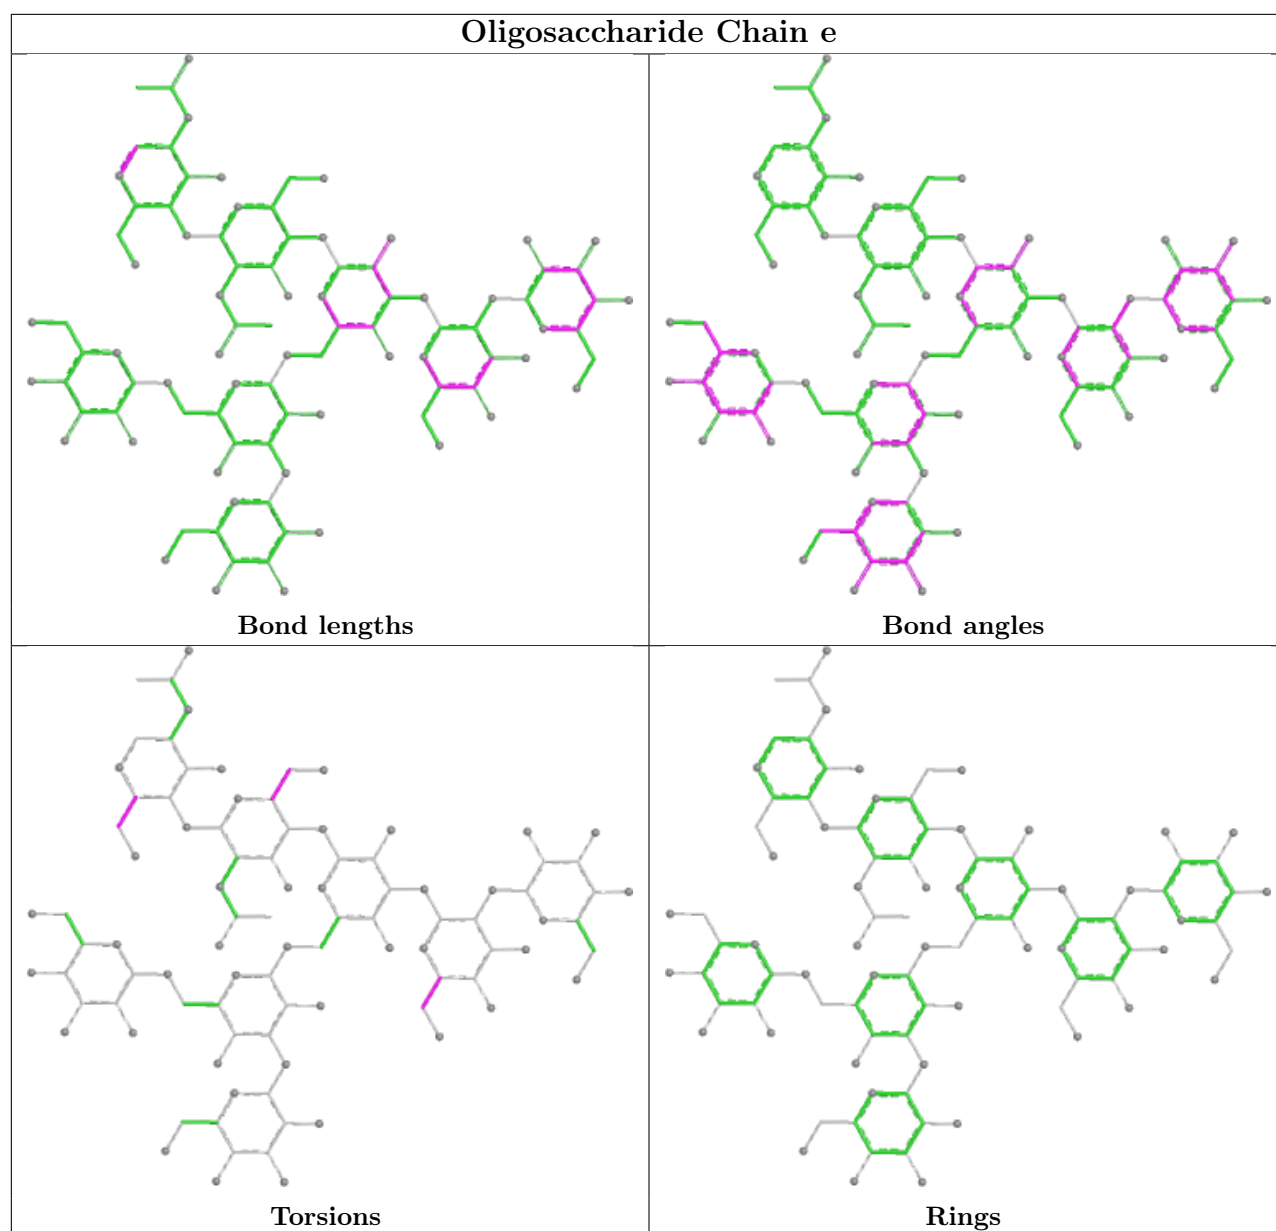 Oligosaccharide Chain e
Bond lengths
Bond angles
Torsions
Rings